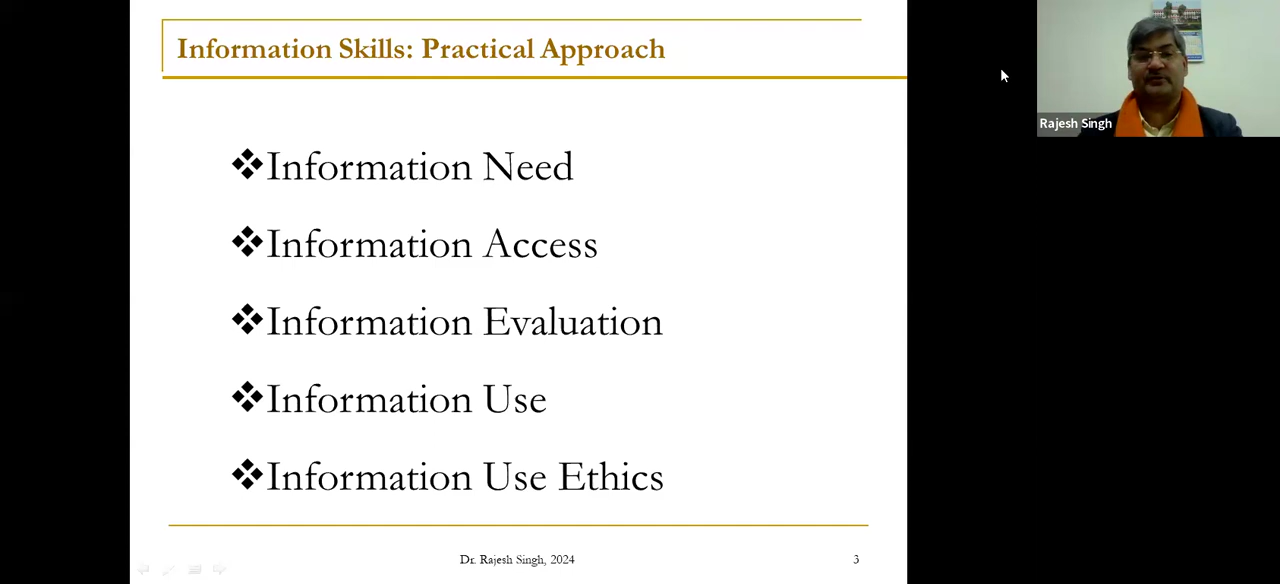 Information Skills: Practical Approach
Rajesh Singh
❖Information Need
❖Information Access
❖Information Evaluation
❖Information Use
❖Information Use Ethics
Dr. Rajesh Singh, 2024
3